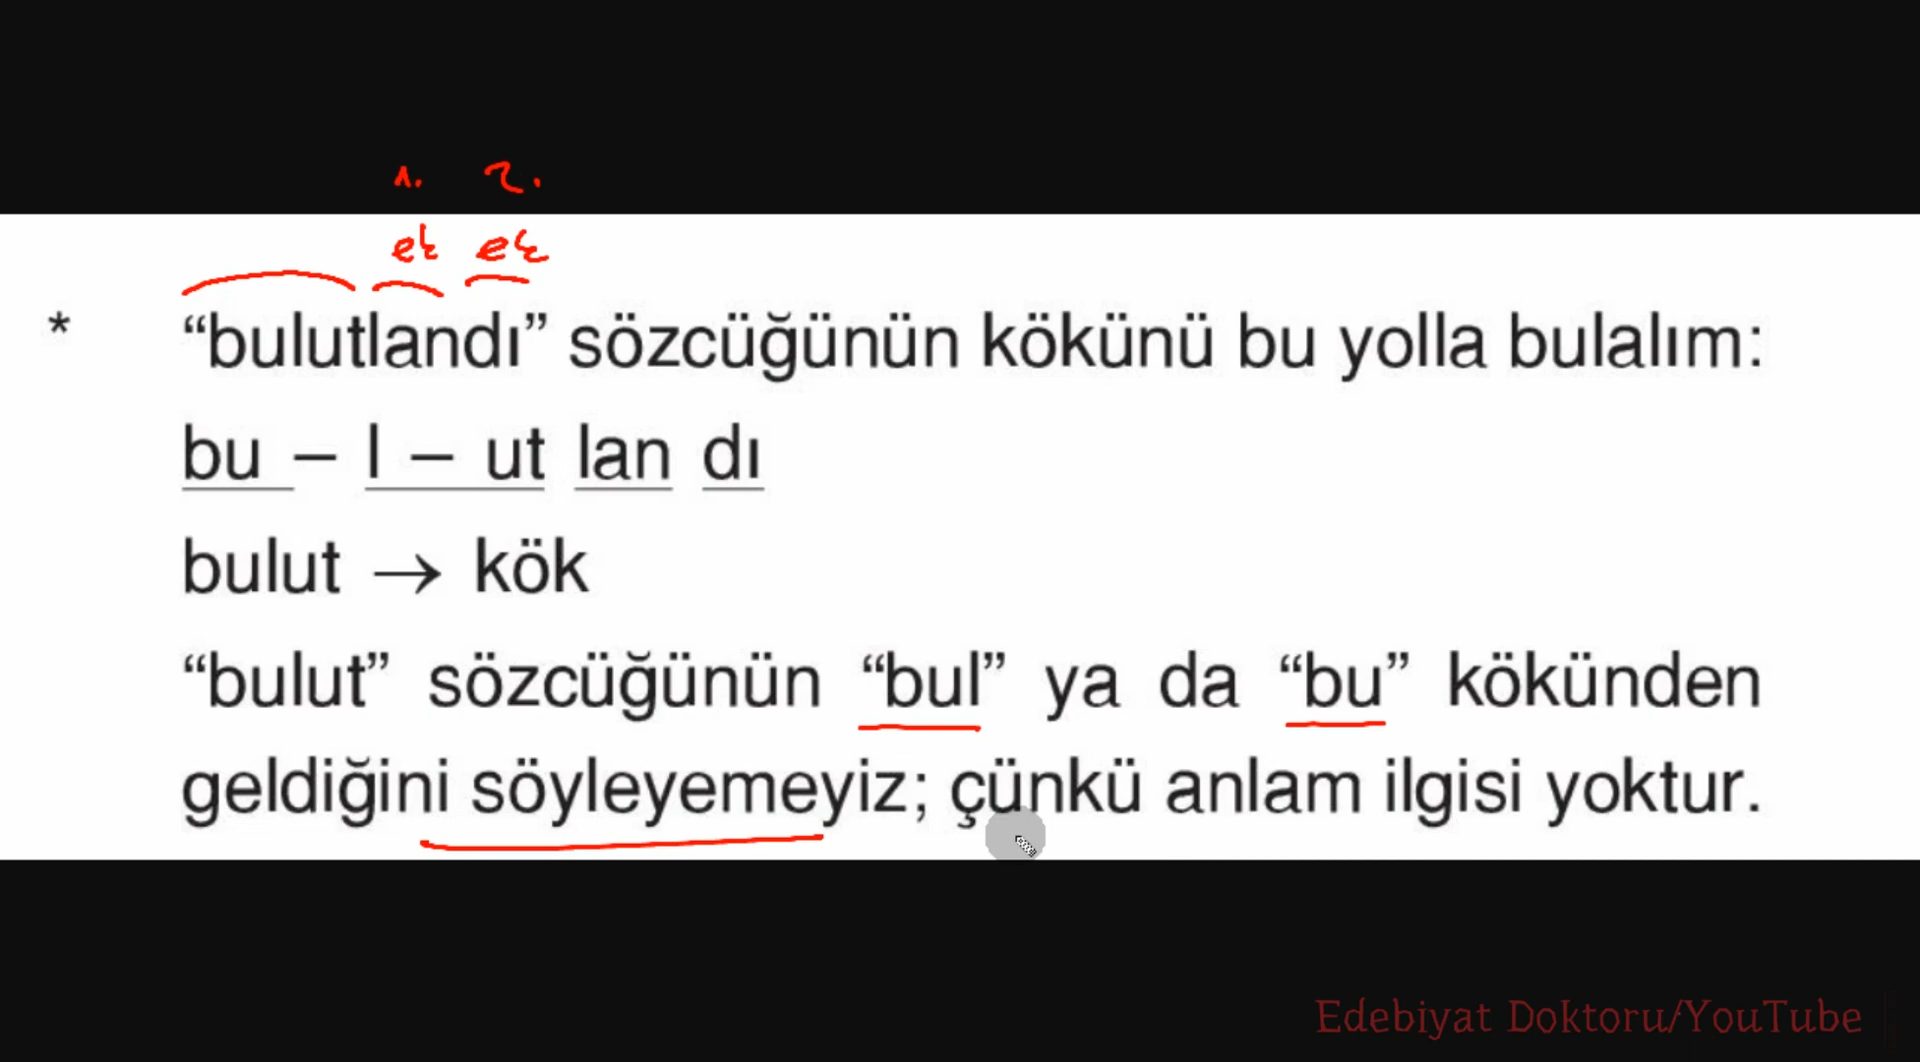 1. 2.
ek ek
* “bulutlandı” sözcüğünün kökünü bu yolla bulalım:
bu – l – ut lan dı
bulut → kök
“bulut” sözcüğünün “bul” ya da “bu” kökünden
geldiğini söyleyemeyiz; çünkü anlam ilgisi yoktur.
Edebiyat Doktoru/YouTube